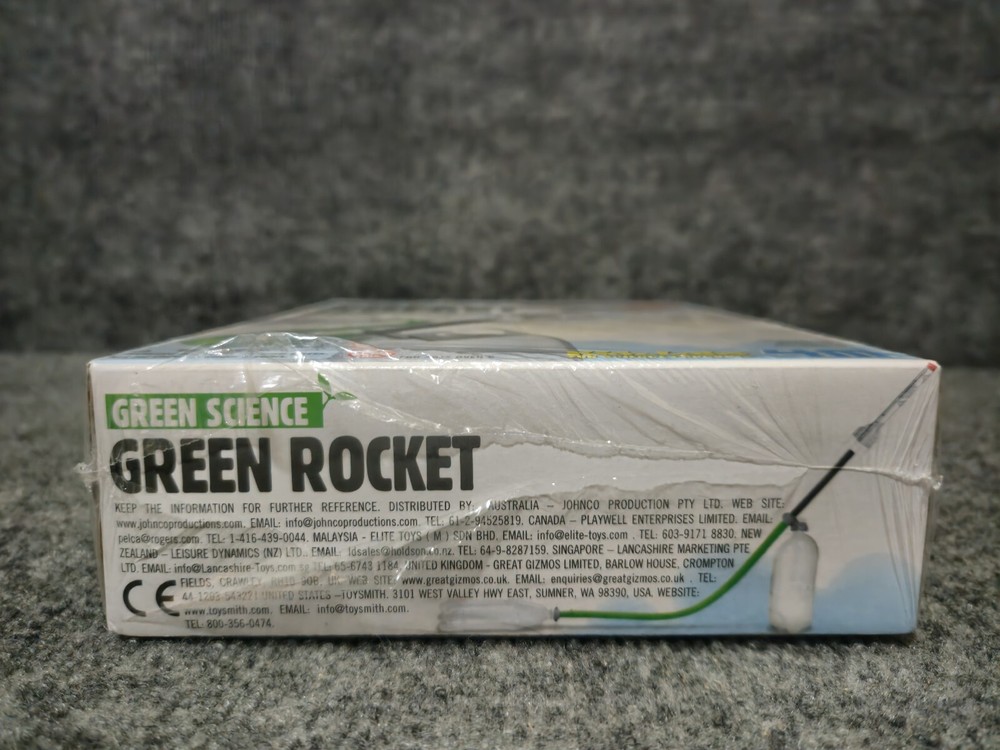 GREEN SCIENCE
GREEN ROCKET
KEEP THE INFORMATION FOR FURTHER REFERENCE. DISTRIBUTED BY AUSTRALIA – JOHNCO PRODUCTION PTY LTD. WEB SITE:
www.johncoproductions.com. EMAIL: info@johncoproductions.com TEL: 61-2-94525819. CANADA – PLAYWELL ENTERPRISES LIMITED. EMAIL:
pelca@rogers.com. TEL: 1-416-439-0044. MALAYSIA - ELITE TOYS ( M ) SDN BHD. EMAIL: info@elite-toys.com . TEL: 603-9171 8830. NEW
ZEALAND – LEISURE DYNAMICS (NZ) LTD.. EMAIL: ldsales@holdson.co.nz. TEL: 64-9-8287159. SINGAPORE – LANCASHIRE MARKETING PTE
LTD. EMAIL: info@Lancashire-Toys.com TEL: 65-6743 1184. UNITED KINGDOM - GREAT GIZMOS LIMITED, BARLOW HOUSE, CROMPTON
FIELDS, CRAWLEY, RH10 9QB, UK. WEB SITE: www.greatgizmos.co.uk. EMAIL: enquiries@greatgizmos.co.uk . TEL:
CE 44 1293 UNITED STATES –TOYSMITH. 3101 WEST VALLEY HWY EAST, SUMNER, WA 98390, USA. WEBSITE:
www.toysmith.com. EMAIL: info@toysmith.com.
TEL: 800-356-0474.